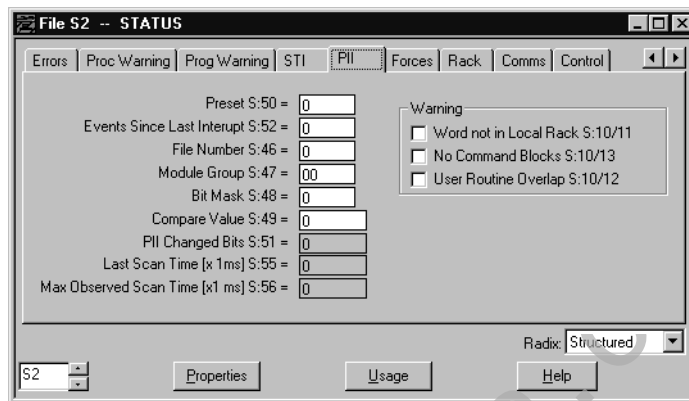 File S2 -- STATUS
Errors Proc Warning Prog Warning STI PII Forces Rack Comms Control
Preset S:50 = 0
Events Since Last Interupt S:52 = 0
File Number S:46 = 0
Module Group S:47 = 00
Bit Mask S:48 = 0
Compare Value S:49 = 0
PII Changed Bits S:51 = 0
Last Scan Time [x 1ms] S:55 = 0
Max Observed Scan Time [x1 ms] S:56 = 0
Warning
Word not in Local Rack S:10/11
No Command Blocks S:10/13
User Routine Overlap S:10/12
Radix: Structured
S2 Properties Usage Help